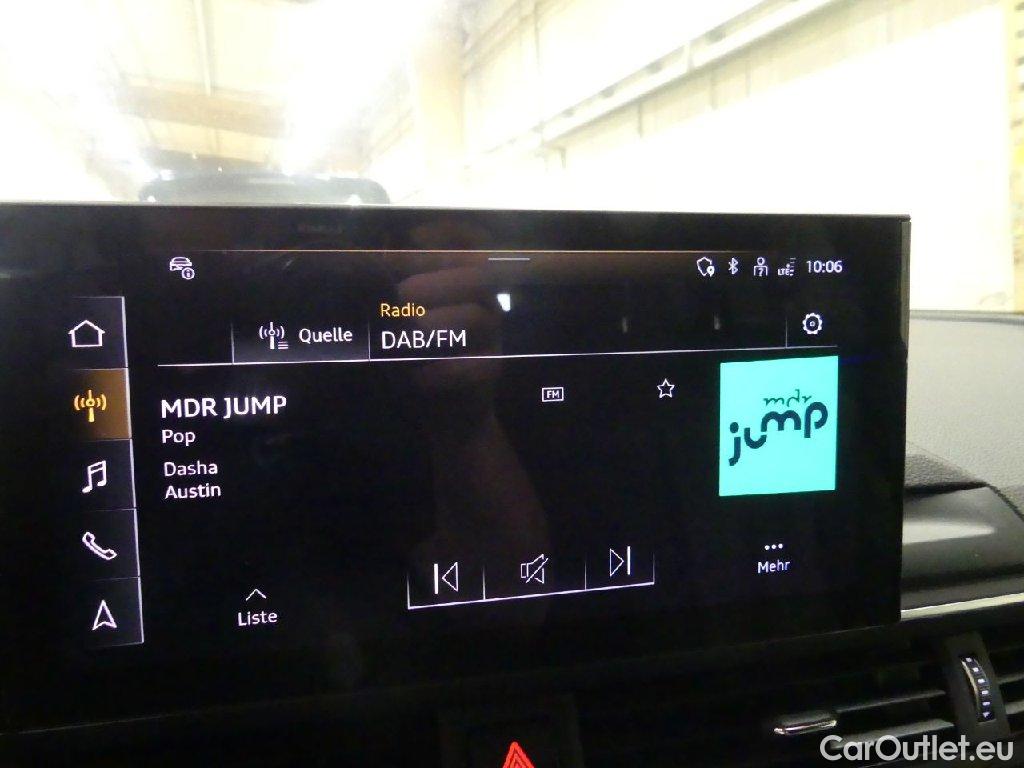 10:06
Radio
Quelle
DAB/FM
MDR JUMP
FM
Pop
Dasha
Austin
mdr
jump
Mehr
Liste
CarOutlet.eu